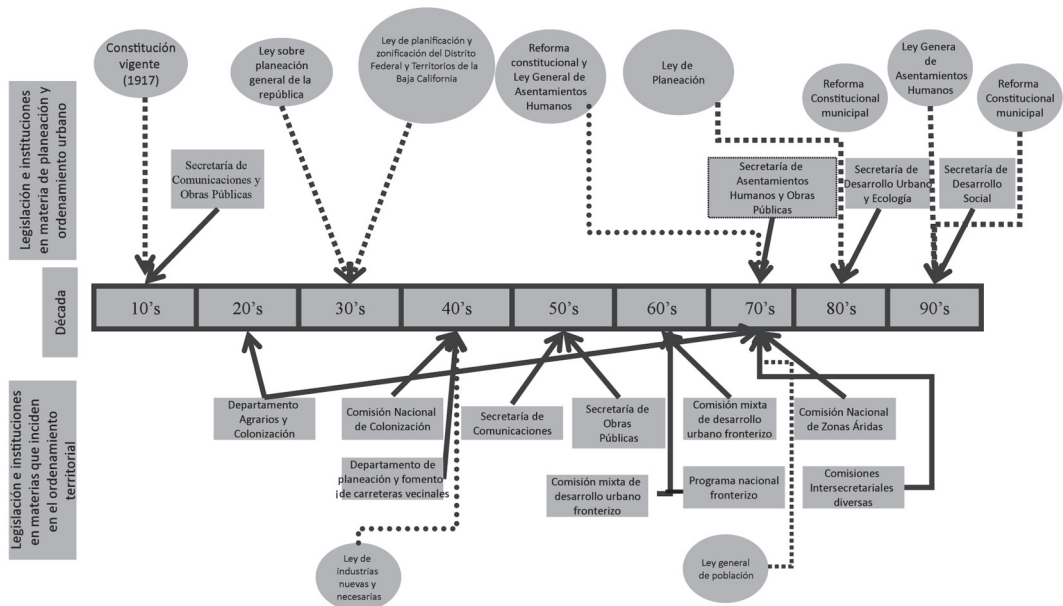 Legislación e instituciones
en materia de planeación y
ordenamiento urbano
Constitución
vigente
(1917)
Ley sobre
planeación
general de la
república
Ley de planificación y
zonificación del Distrito
Federal y Territorios de la
Baja California
Reforma
constitucional y
Ley General de
Asentamientos
Humanos
Ley de
Planeación
Reforma
Constitucional
municipal
Ley Genera
de
Asentamientos
Humanos
Reforma
Constitucional
municipal
Secretaría de
Comunicaciones y
Obras Públicas
Secretaría de
Asentamientos
Humanos y Obras
Públicas
Secretaría de
Desarrollo Urbano
y Ecología
Secretaría de
Desarrollo
Social
Década
10's
20's
30's
40's
50's
60's
70's
80's
90's
Legislación e instituciones
en materias que inciden
en el ordenamiento
territorial
Departamento
Agrarios y
Colonización
Comisión Nacional
de Colonización
Secretaría de
Comunicaciones
Secretaría de
Obras
Públicas
Comisión mixta
de desarrollo
urbano fronterizo
Comisión Nacional
de Zonas Áridas
Departamento de
planeación y fomento
¡de carreteras vecinales
Comisión mixta de
desarrollo urbano
fronterizo
Programa nacional
fronterizo
Comisiones
Intersecretariales
diversas
Ley de
industrias
nuevas y
necesarias
Ley general
de población